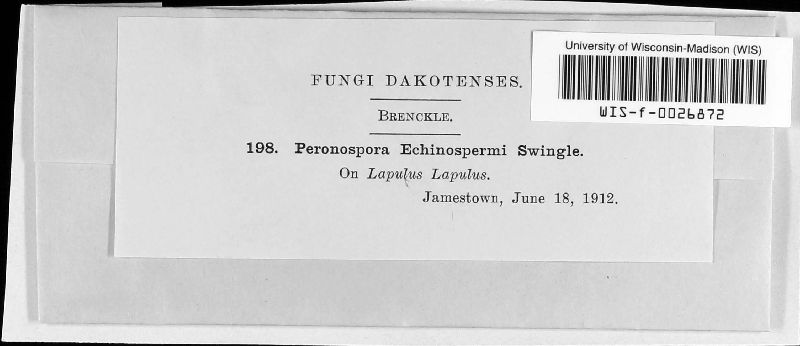 University of Wisconsin-Madison (WIS)
WIS-f-0026872
FUNGI DAKOTENSES.
BRENCKLE.
198. Peronospora Echinospermi Swingle.
On Lapulus Lapulus.
Jamestown, June 18, 1912.